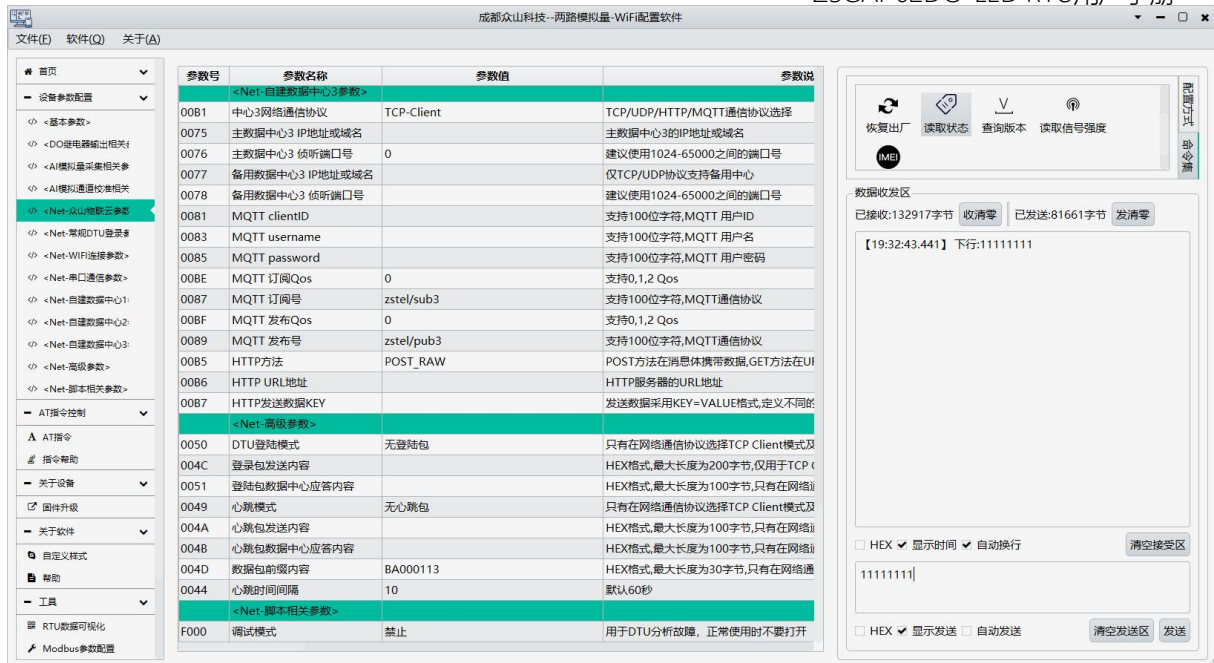 成都众山科技--两路模拟量-WiFi配置软件
文件(F) 软件(Q) 关于(A)
首页
设备参数配置
<基本参数>
<DO继电器输出相关
<AI模拟量采集相关参
<AI模拟通道校准相关
<Net-众山物联云参数
<Net-常规DTU登录
<Net-WIFI连接参数>
<Net-串口通信参数>
<Net-自建数据中心1
<Net-自建数据中心2
<Net-自建数据中心3
<Net-高级参数>
<Net-脚本相关参数>
AT指令控制
AT指令
指令帮助
关于设备
固件升级
关于软件
自定义样式
帮助
工具
RTU数据可视化
Modbus参数配置
参数号 参数名称 参数值 参数说
<Net-自建数据中心3参数>
00B1 中心3网络通信协议 TCP-Client TCP/UDP/HTTP/MQTT通信协议选择
0075 主数据中心3 IP地址或域名 主数据中心3的IP地址或域名
0076 主数据中心3 侦听端口号 0 建议使用1024-65000之间的端口号
0077 备用数据中心3 IP地址或域名 仅TCP/UDP协议支持备用中心
0078 备用数据中心3 侦听端口号 建议使用1024-65000之间的端口号
0081 MQTT clientID 支持100位字符,MQTT 用户ID
0083 MQTT username 支持100位字符,MQTT 用户名
0085 MQTT password 支持100位字符,MQTT 用户密码
00BE MQTT 订阅Qos 0 支持0,1,2 Qos
0087 MQTT 订阅号 zstel/sub3 支持100位字符,MQTT通信协议
00BF MQTT 发布Qos 0 支持0,1,2 Qos
0089 MQTT 发布号 zstel/pub3 支持100位字符,MQTT通信协议
00B5 HTTP方法 POST_RAW POST方法在消息体携带数据,GET方法在UR
00B6 HTTP URL地址 HTTP服务器的URL地址
00B7 HTTP发送数据KEY 发送数据采用KEY=VALUE格式,定义不同的
<Net-高级参数>
0050 DTU登陆模式 无登陆包 只有在网络通信协议选择TCP Client模式及
004C 登录包发送内容 HEX格式,最大长度为200字节,仅用于TCP
0051 登陆包数据中心应答内容 HEX格式,最大长度为100字节,只有在网络通
0049 心跳模式 无心跳包 只有在网络通信协议选择TCP Client模式及
004A 心跳包发送内容 HEX格式,最大长度为100字节,只有在网络通
004B 心跳包数据中心应答内容 HEX格式,最大长度为100字节,只有在网络通
004D 数据包前缀内容 BA000113 HEX格式,最大长度为30字节,只有在网络通
0044 心跳时间间隔 10 默认60秒
<Net-脚本相关参数>
F000 调试模式 禁止 用于DTU分析故障，正常使用时不要打开
恢复出厂 读取状态 查询版本 读取信号强度
IMEI
配置方式
命令集
数据收发区
已接收:132917字节 收清零 已发送:81661字节 发清零
【19:32:43.441】下行:11111111
HEX 显示时间 自动换行 清空接受区
11111111
HEX 显示发送 自动发送 清空发送区 发送